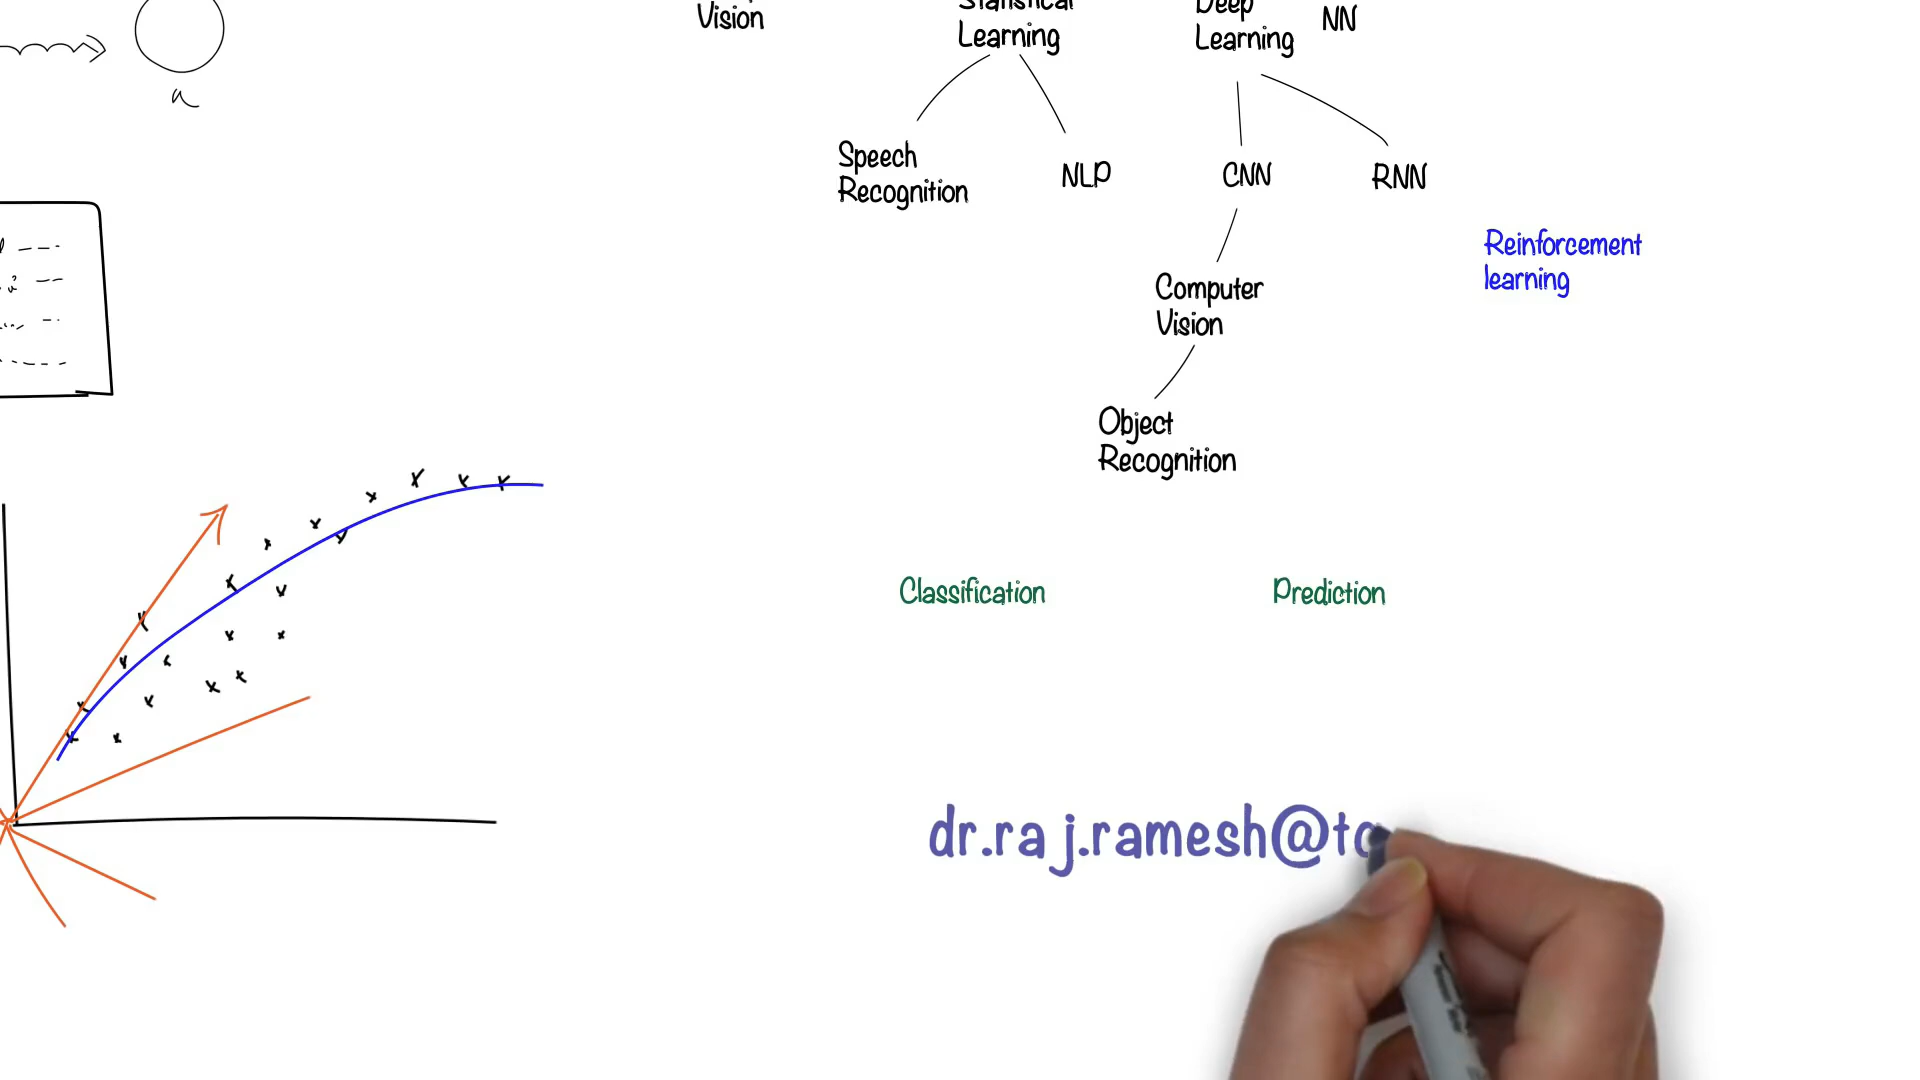 Vision
Learning
Deep
Learning
NN
Speech
Recognition
NLP
CNN
RNN
Reinforcement
learning
Computer
Vision
Object
Recognition
Classification
Prediction
dr.raj.ramesh@t
a